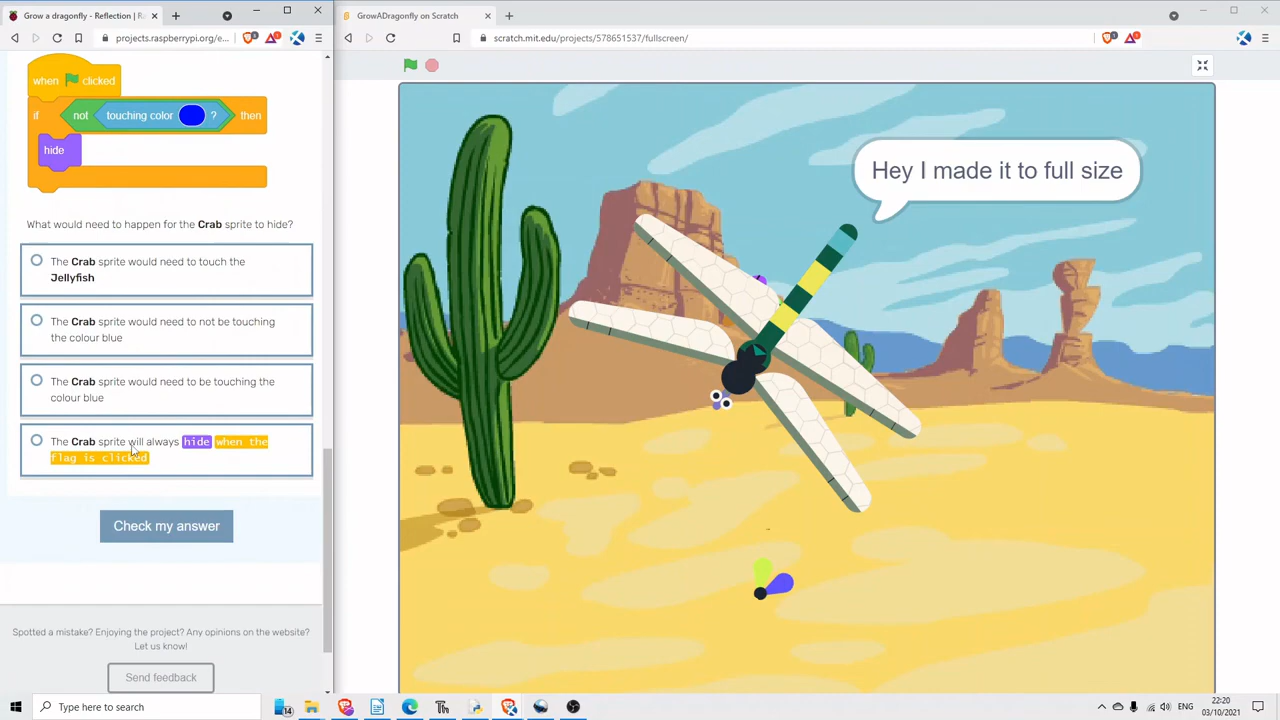 Grow a dragonfly - Reflection | Ra
GrowADragonfly on Scratch
projects.raspberrypi.org/e...
scratch.mit.edu/projects/578651537/fullscreen/
when clicked
if not touching color ? then
hide
What would need to happen for the Crab sprite to hide?
The Crab sprite would need to touch the
Jellyfish
The Crab sprite would need to not be touching
the colour blue
The Crab sprite would need to be touching the
colour blue
The Crab sprite will always hide when the
flag is clicked
Check my answer
Spotted a mistake? Enjoying the project? Any opinions on the website?
Let us know!
Send feedback
Hey I made it to full size
Type here to search
14
ENG
22:20
03/10/2021